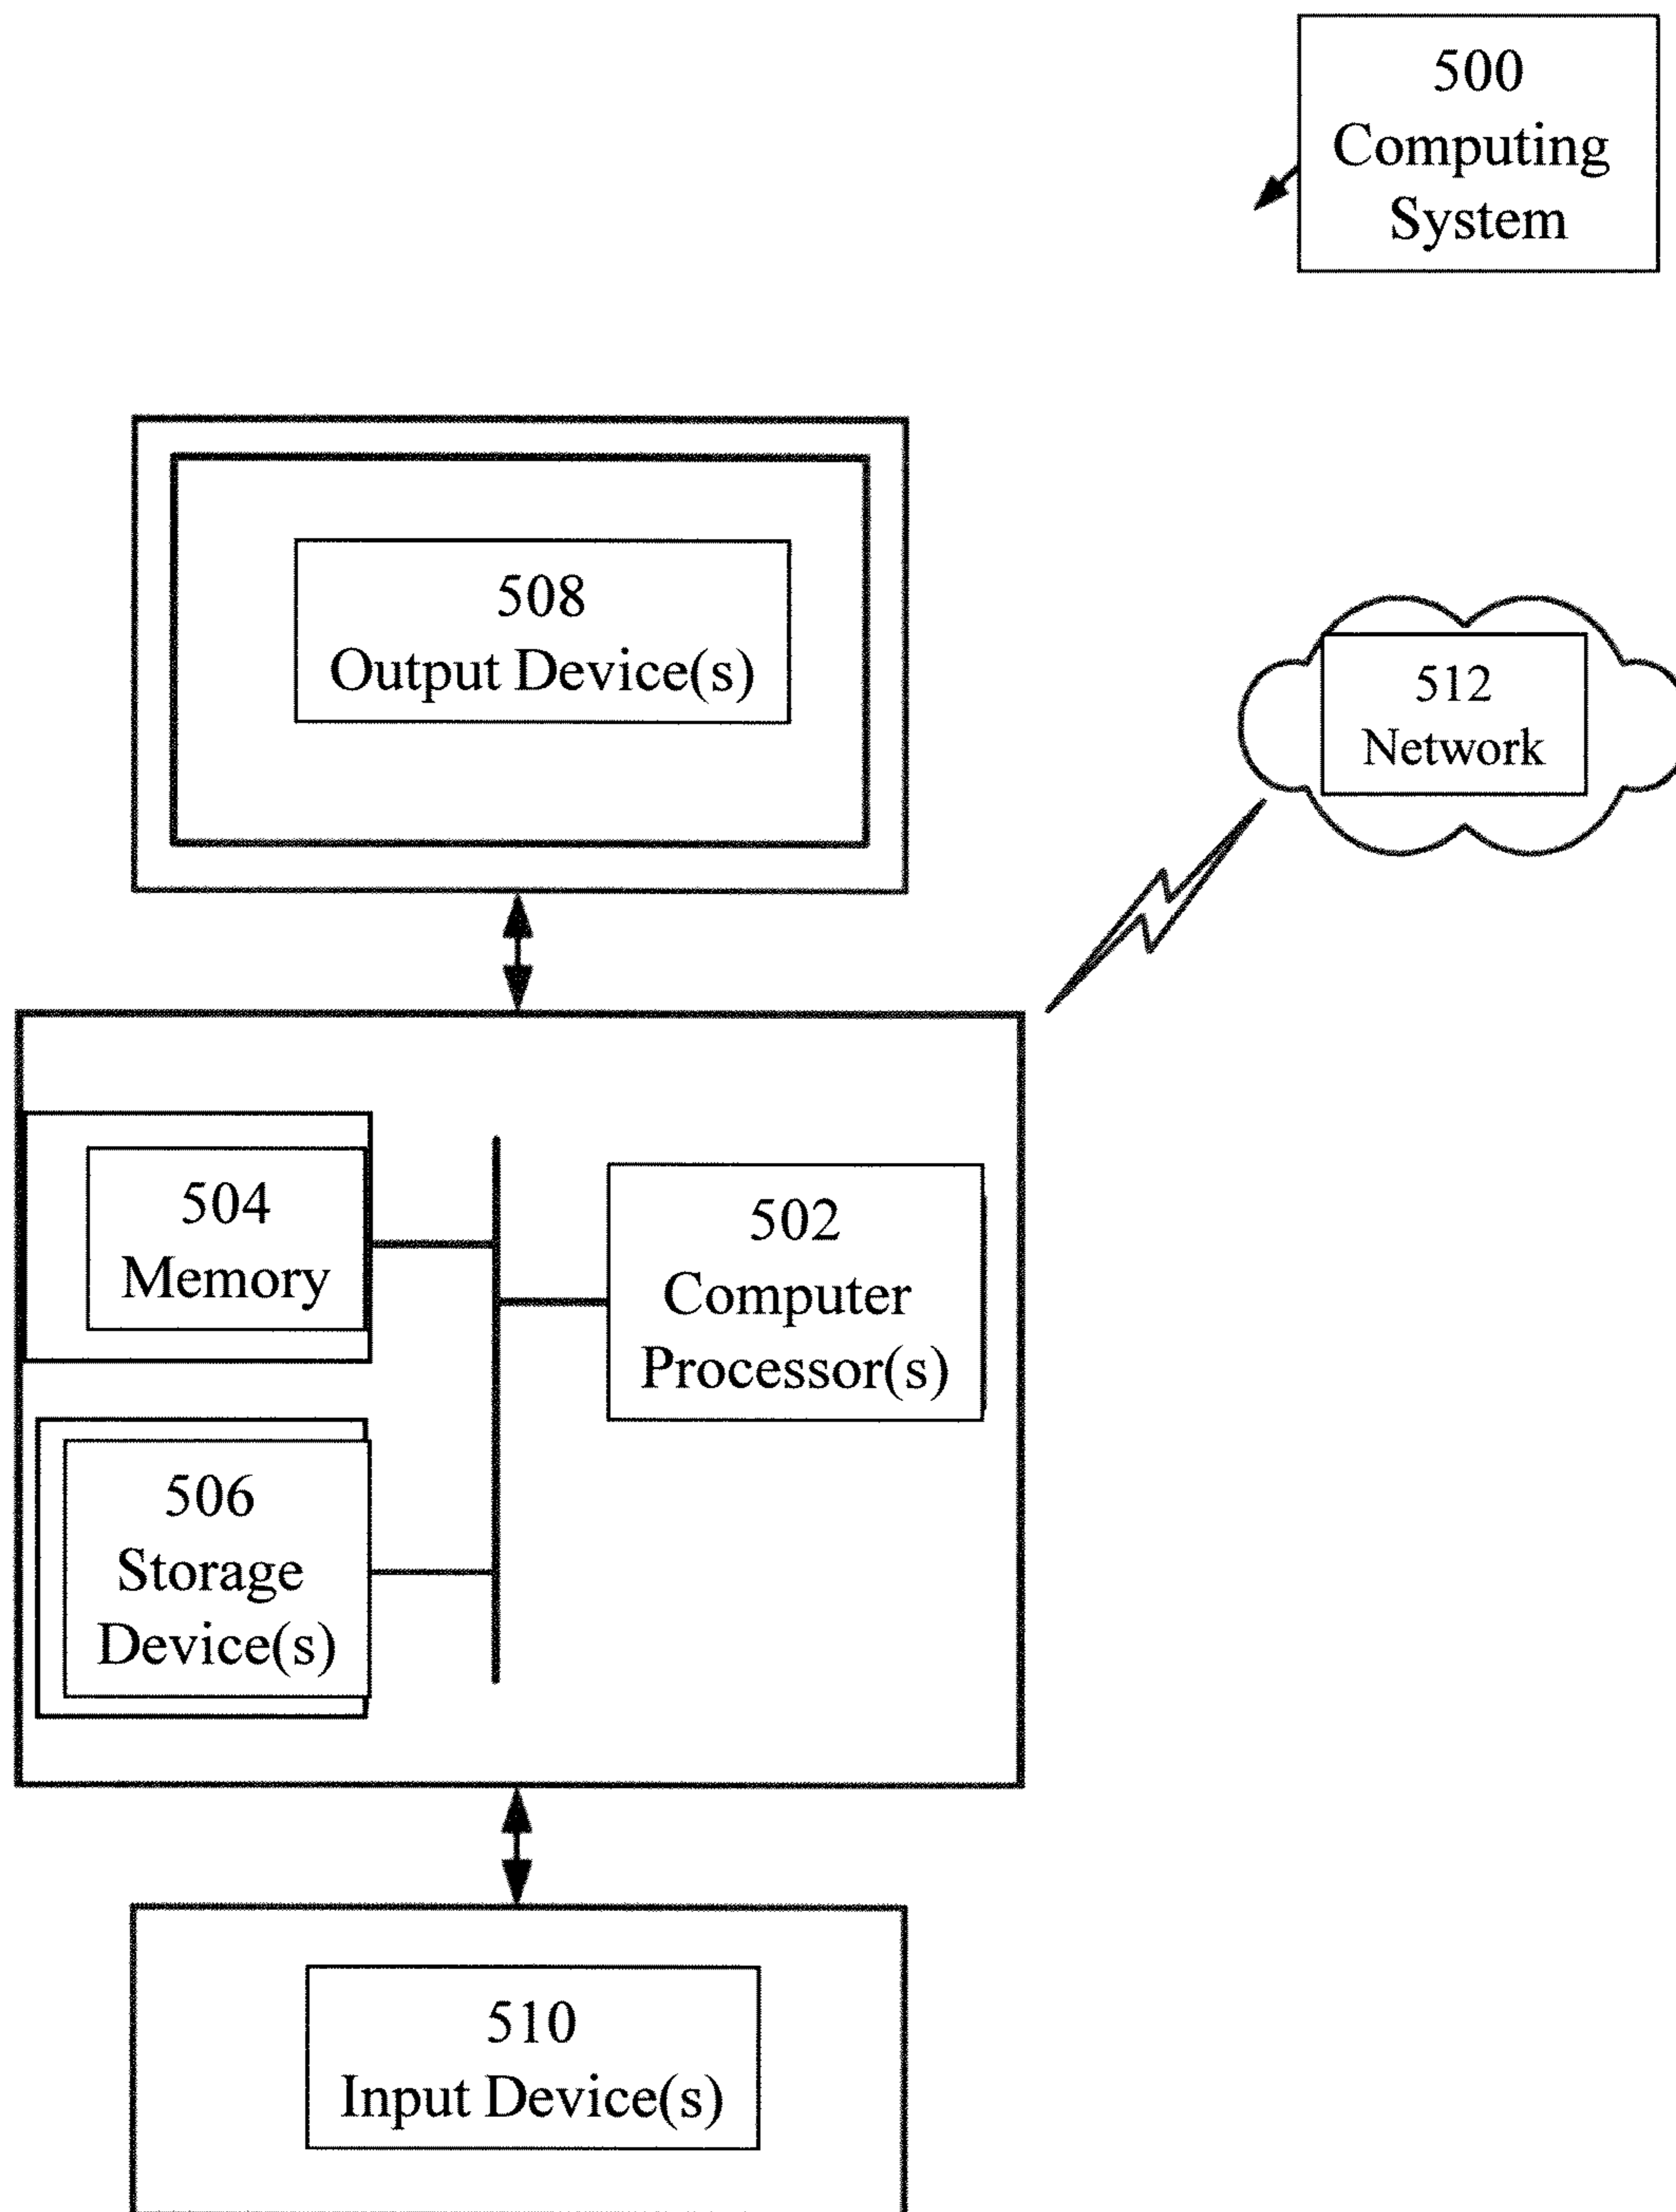 500
Computing
System
508
Output Device(s)
512
Network
504
Memory
502
Computer
Processor(s)
506
Storage
Device(s)
510
Input Device(s)